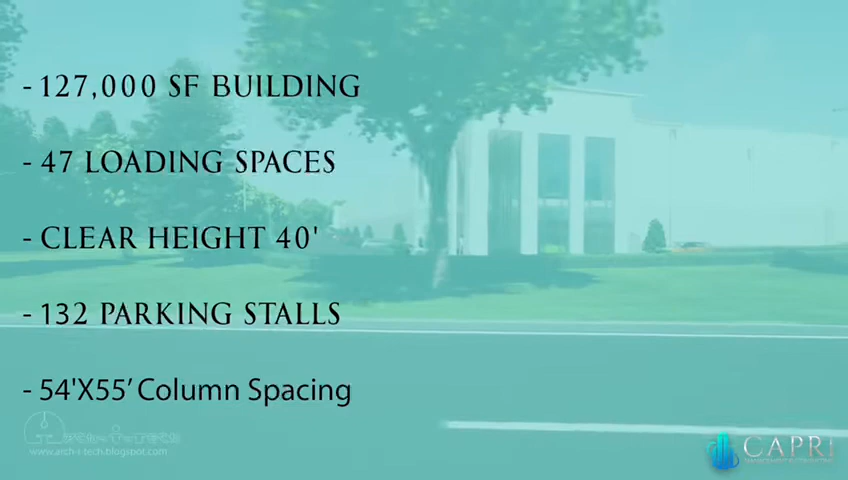 - 127,000 SF BUILDING
- 47 LOADING SPACES
- CLEAR HEIGHT 40'
- 132 PARKING STALLS
- 54'X55’ Column Spacing
www.arch-i-tech.blogspot.com
CAPRI